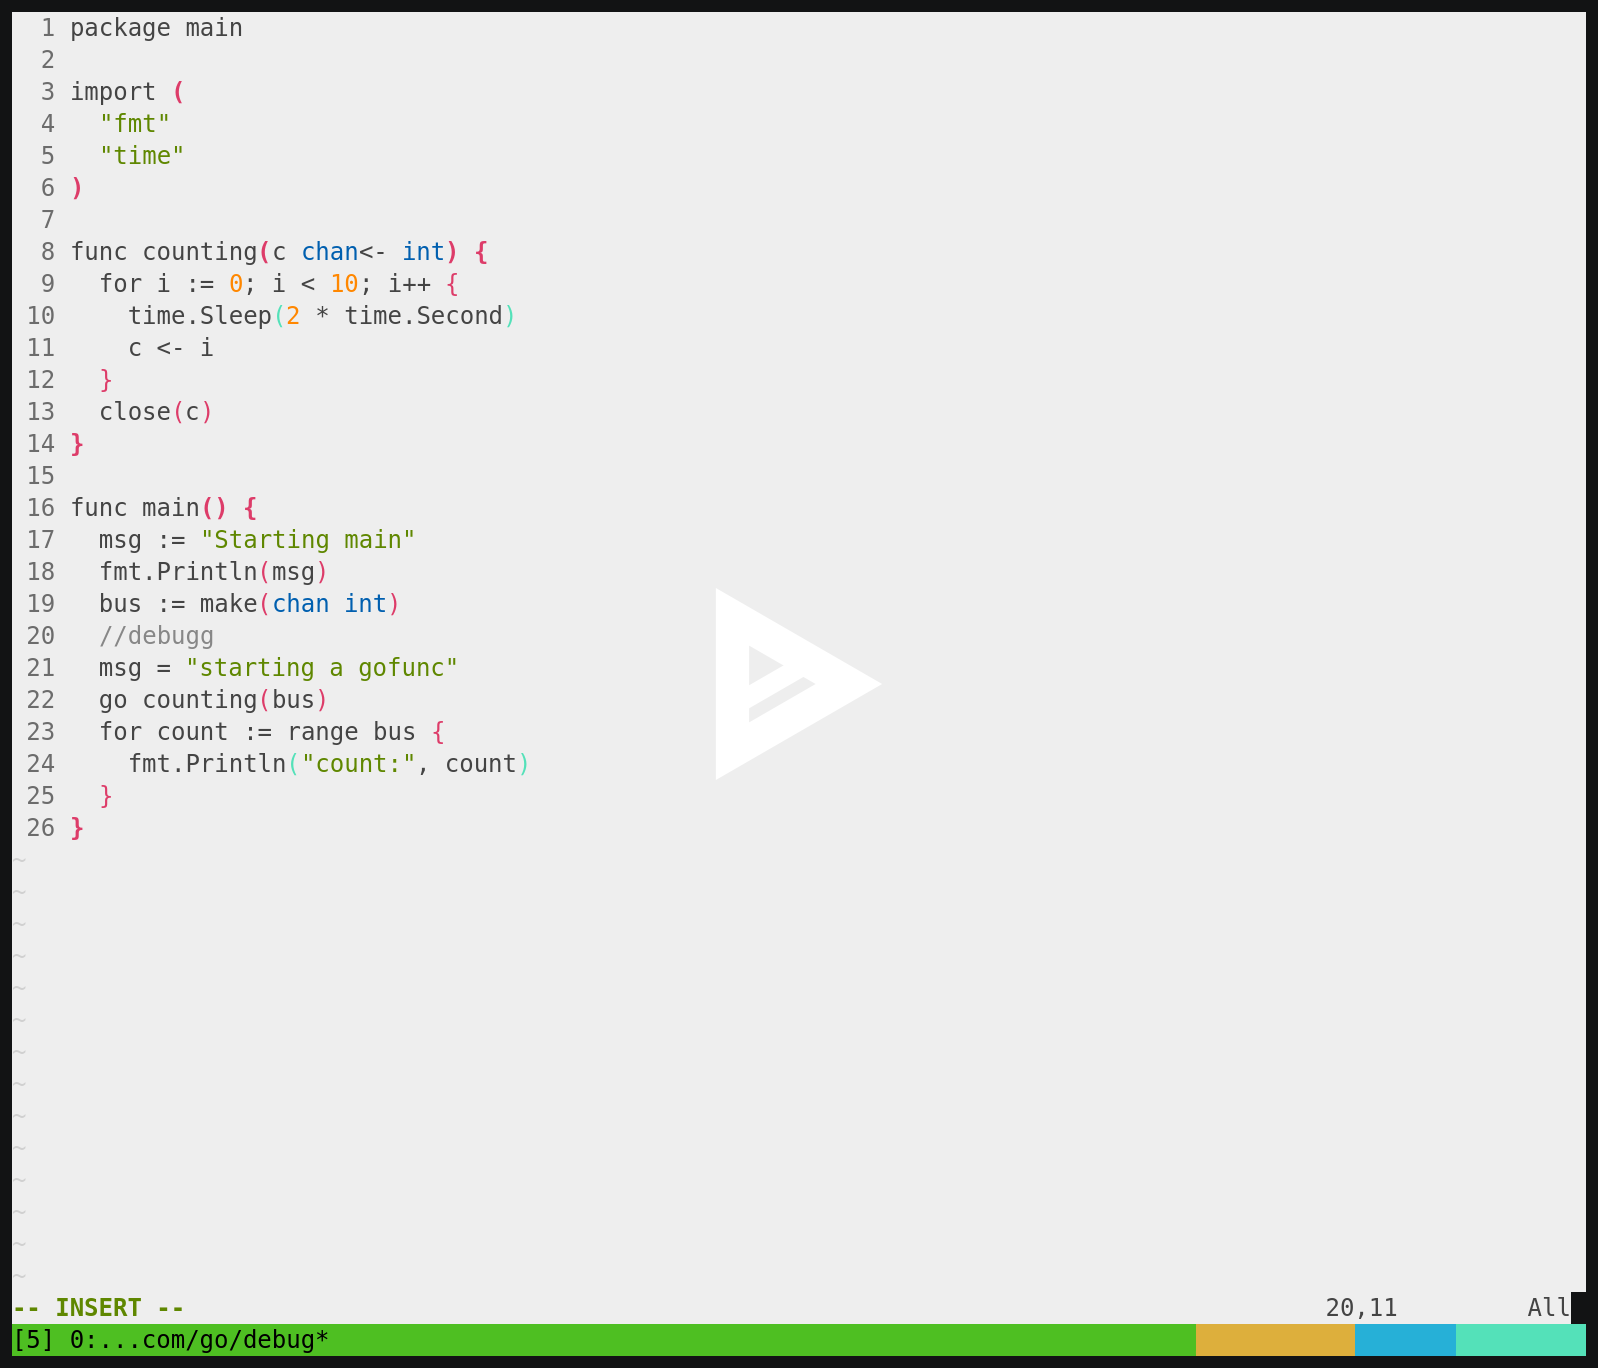 1 package main
2
3 import (
4   "fmt"
5   "time"
6 )
7
8 func counting(c chan<- int) {
9   for i := 0; i < 10; i++ {
10     time.Sleep(2 * time.Second)
11     c <- i
12   }
13   close(c)
14 }
15
16 func main() {
17   msg := "Starting main"
18   fmt.Println(msg)
19   bus := make(chan int)
20   //debugg
21   msg = "starting a gofunc"
22   go counting(bus)
23   for count := range bus {
24     fmt.Println("count:", count)
25   }
26 }
~
~
~
~
~
~
~
~
~
~
~
~
~
~
-- INSERT -- 20,11 All
[5] 0:...com/go/debug*